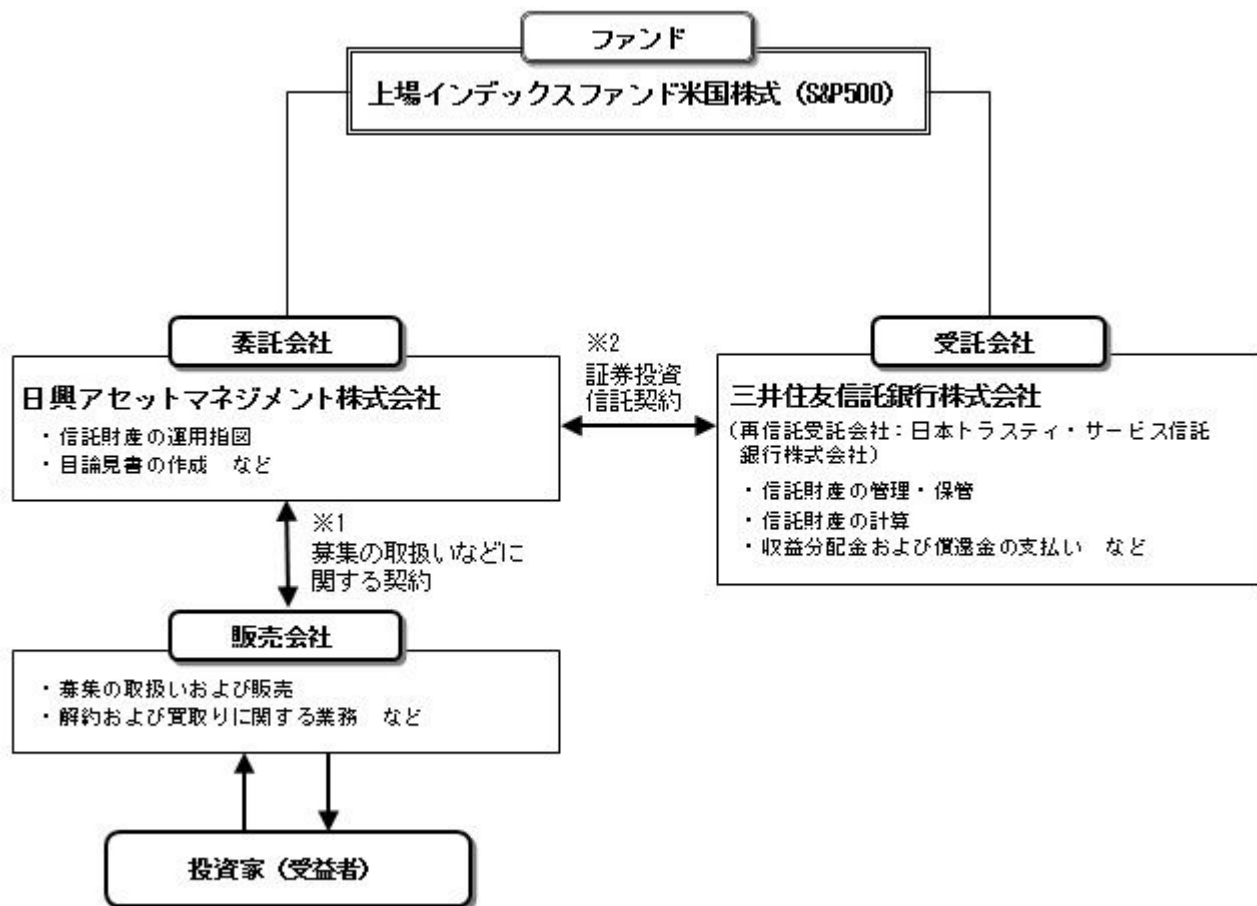 ファンド
上場インデックスファンド米国株式（S&P500）
委託会社
日興アセットマネジメント株式会社
・信託財産の運用指図
・目論見書の作成　など
※2
証券投資
信託契約
受託会社
三井住友信託銀行株式会社
（再信託受託会社：日本トラスティ・サービス信託
銀行株式会社）
・信託財産の管理・保管
・信託財産の計算
・収益分配金および償還金の支払い　など
※1
募集の取扱いなどに
関する契約
販売会社
・募集の取扱いおよび販売
・解約および買取りに関する業務　など
投資家（受益者）